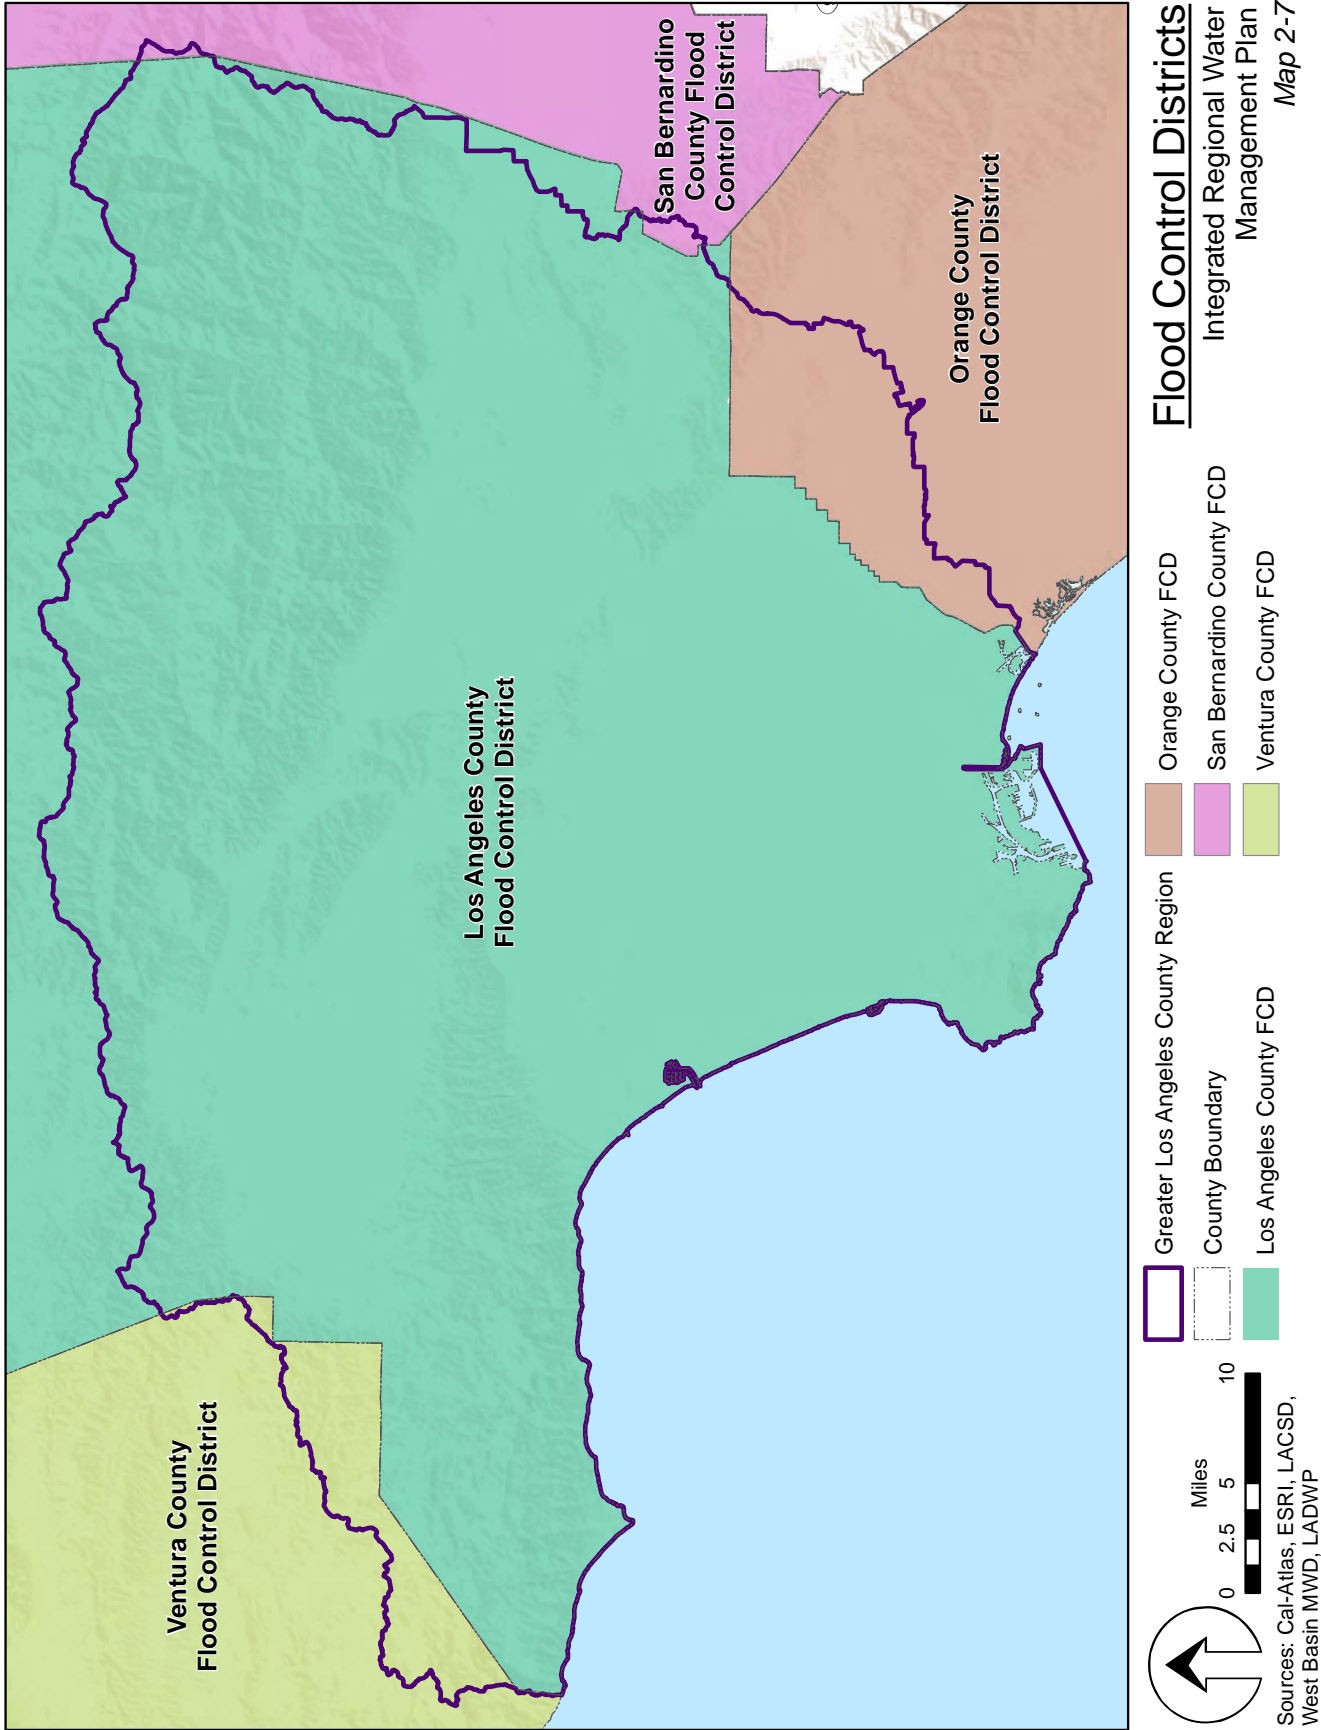 Ventura County
Flood Control District
Los Angeles County
Flood Control District
San Bernardino
County Flood
Control District
Orange County
Flood Control District
Miles
0 2.5 5 10
Sources: Cal-Atlas, ESRI, LACSD,
West Basin MWD, LADWP
Greater Los Angeles County Region
County Boundary
Los Angeles County FCD
Orange County FCD
San Bernardino County FCD
Ventura County FCD
Flood Control Districts
Integrated Regional Water
Management Plan
Map 2-7